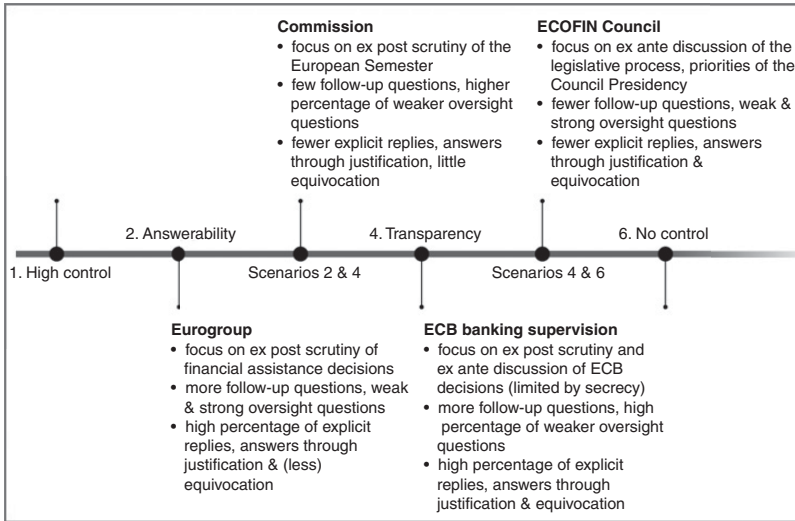 Commission
• focus on ex post scrutiny of the
European Semester
• few follow-up questions, higher
percentage of weaker oversight
questions
• fewer explicit replies, answers
through justification, little
equivocation
ECOFIN Council
• focus on ex ante discussion of the
legislative process, priorities of the
Council Presidency
• fewer follow-up questions, weak &
strong oversight questions
• fewer explicit replies, answers
through justification &
equivocation
2. Answerability
4. Transparency
6. No control
1. High control
Scenarios 2 & 4
Scenarios 4 & 6
Eurogroup
• focus on ex post scrutiny of
financial assistance decisions
• more follow-up questions, weak
& strong oversight questions
• high percentage of explicit
replies, answers through
justification & (less)
equivocation
ECB banking supervision
• focus on ex post scrutiny and
ex ante discussion of ECB
decisions (limited by secrecy)
• more follow-up questions, high
percentage of weaker oversight
questions
• high percentage of explicit
replies, answers through
justification & equivocation